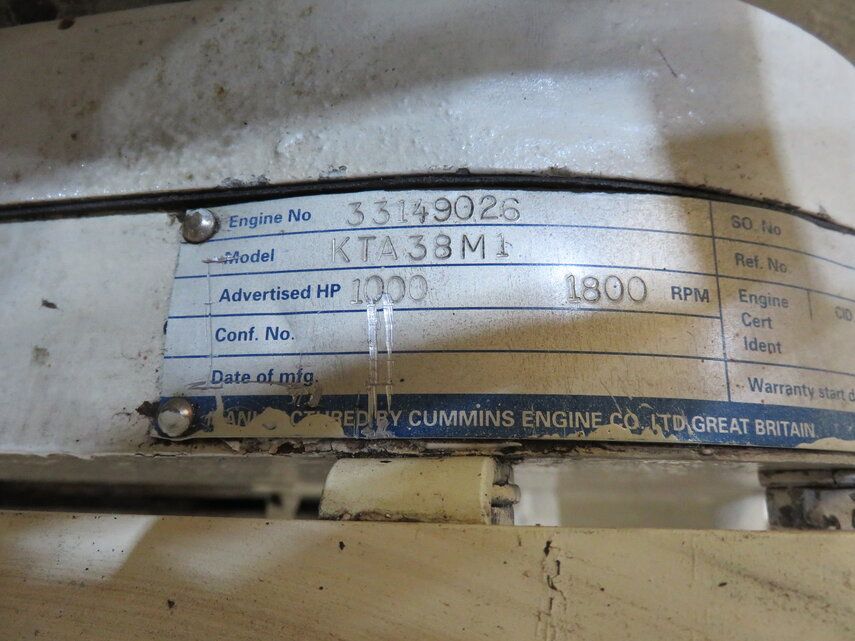 Engine No 33149026
SO. No
Model KTA38M1
Ref. No.
Advertised HP 1000 1800 RPM
Engine Cert Ident
CID
Conf. No.
Date of mfg.
Warranty start d
MANUFACTURED BY CUMMINS ENGINE CO. LTD. GREAT BRITAIN